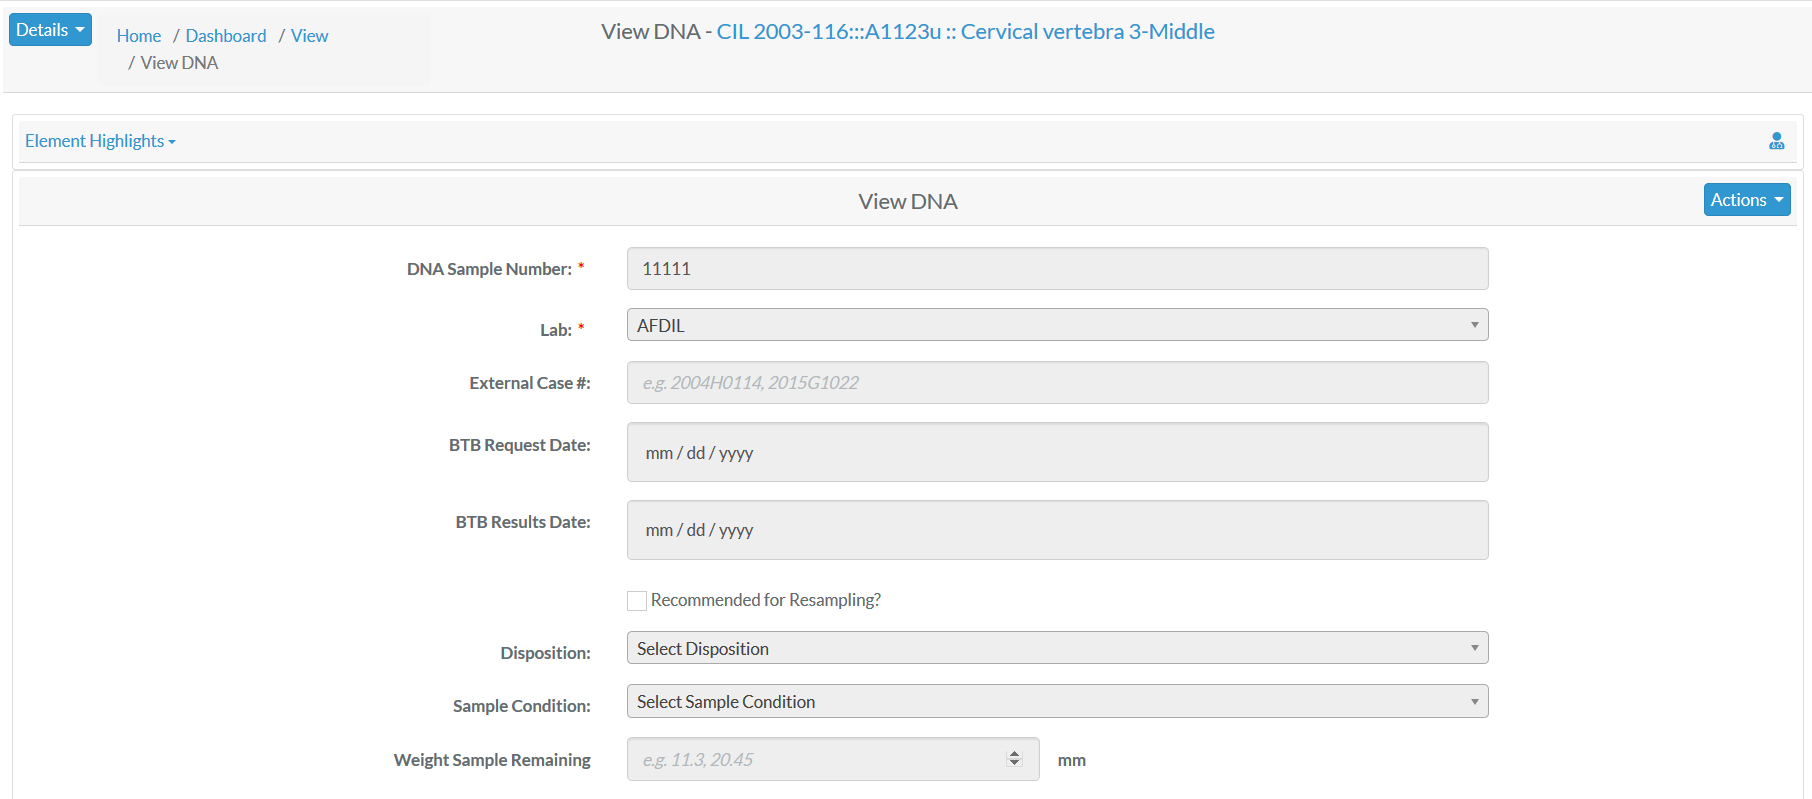 Details
Home / Dashboard / View
/ View DNA
View DNA - CIL 2003-116:::A1123u :: Cervical vertebra 3-Middle
Element Highlights
View DNA
Actions
DNA Sample Number: * 11111
Lab: * AFDIL
External Case #: e.g. 2004H0114, 2015G1022
BTB Request Date: mm / dd / yyyy
BTB Results Date: mm / dd / yyyy
Recommended for Resampling?
Disposition: Select Disposition
Sample Condition: Select Sample Condition
Weight Sample Remaining e.g. 11.3, 20.45 mm